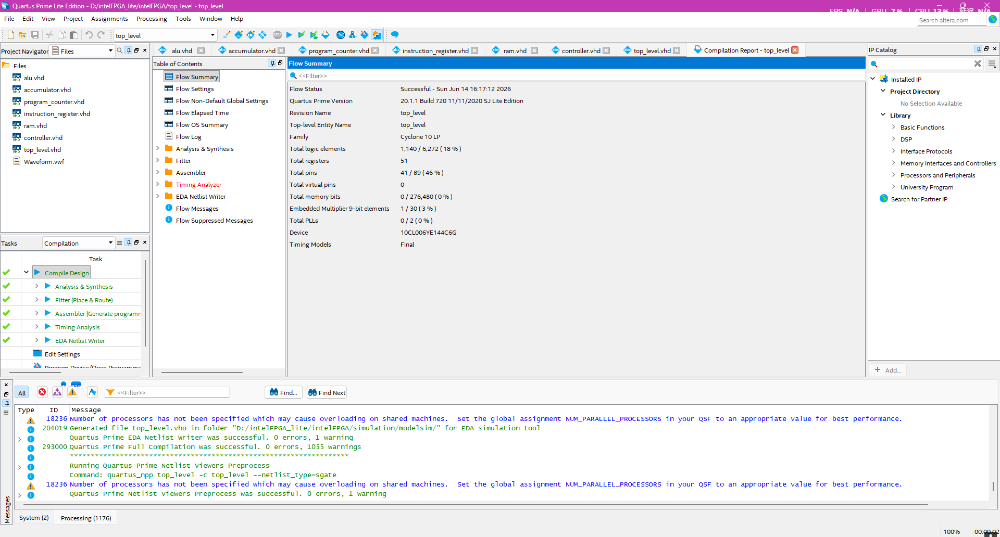 Quartus Prime Lite Edition - D:/intelFPGA_lite/intelFPGA/top_level - top_level
FPS N/A | GPU 7% | CPU 12% | 延迟 N/A
File Edit View Project Assignments Processing Tools Window Help
Search altera.com
top_level
Project Navigator Files
alu.vhd accumulator.vhd program_counter.vhd instruction_register.vhd ram.vhd controller.vhd top_level.vhd Compilation Report - top_level
Files
alu.vhd
accumulator.vhd
program_counter.vhd
instruction_register.vhd
ram.vhd
controller.vhd
top_level.vhd
Waveform.vwf
Tasks Compilation
Task
Compile Design
Analysis & Synthesis
Fitter (Place & Route)
Assembler (Generate programm
Timing Analysis
EDA Netlist Writer
Edit Settings
Program Device (Open Programme
Table of Contents
Flow Summary
Flow Settings
Flow Non-Default Global Settings
Flow Elapsed Time
Flow OS Summary
Flow Log
Analysis & Synthesis
Fitter
Assembler
Timing Analyzer
EDA Netlist Writer
Flow Messages
Flow Suppressed Messages
Flow Summary
<<Filter>>
Flow Status Successful - Sun Jun 14 16:17:12 2026
Quartus Prime Version 20.1.1 Build 720 11/11/2020 SJ Lite Edition
Revision Name top_level
Top-level Entity Name top_level
Family Cyclone 10 LP
Total logic elements 1,140 / 6,272 ( 18 % )
Total registers 51
Total pins 41 / 89 ( 46 % )
Total virtual pins 0
Total memory bits 0 / 276,480 ( 0 % )
Embedded Multiplier 9-bit elements 1 / 30 ( 3 % )
Total PLLs 0 / 2 ( 0 % )
Device 10CL006YE144C6G
Timing Models Final
IP Catalog
Installed IP
Project Directory
No Selection Available
Library
Basic Functions
DSP
Interface Protocols
Memory Interfaces and Controllers
Processors and Peripherals
University Program
Search for Partner IP
+ Add...
All <<Filter>> Find... Find Next
Type ID Message
18236 Number of processors has not been specified which may cause overloading on shared machines.  Set the global assignment NUM_PARALLEL_PROCESSORS in your QSF to an appropriate value for best performance.
204019 Generated file top_level.vho in folder "D:/intelFPGA_lite/intelFPGA/simulation/modelsim/" for EDA simulation tool
Quartus Prime EDA Netlist Writer was successful. 0 errors, 1 warning
293000 Quartus Prime Full Compilation was successful. 0 errors, 1055 warnings
*******************************************************************
Running Quartus Prime Netlist Viewers Preprocess
Command: quartus_npp top_level -c top_level --netlist_type=sgate
18236 Number of processors has not been specified which may cause overloading on shared machines.  Set the global assignment NUM_PARALLEL_PROCESSORS in your QSF to an appropriate value for best performance.
Quartus Prime Netlist Viewers Preprocess was successful. 0 errors, 1 warning
Messages
System (2) Processing (1176)
100% 00:00:02